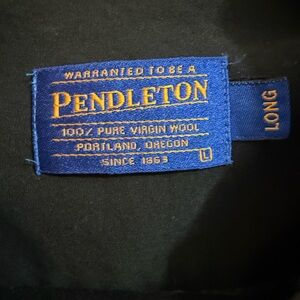 WARRANTED TO BE A
PENDLETON
100% PURE VIRGIN WOOL
PORTLAND, OREGON
SINCE 1863
L
LONG